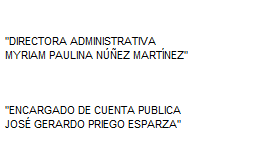 "DIRECTORA ADMINISTRATIVA
MYRIAM PAULINA NÚÑEZ MARTÍNEZ"
"ENCARGADO DE CUENTA PUBLICA
JOSÉ GERARDO PRIEGO ESPARZA"